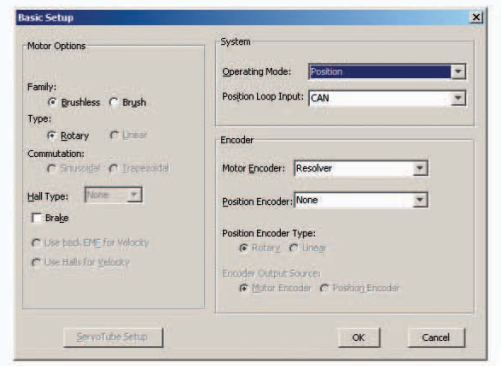 Basic Setup
Motor Options
Family:
Brushless Brush
Type:
Rotary Linear
Commutation:
Sinusoidal Trapezoidal
Hall Type: None
Brake
Use back EMF for Velocity
Use Halls for Velocity
System
Operating Mode: Position
Position Loop Input: CAN
Encoder
Motor Encoder: Resolver
Position Encoder: None
Position Encoder Type:
Rotary Linear
Encoder Output Source:
Motor Encoder Position Encoder
ServoTube Setup
OK
Cancel